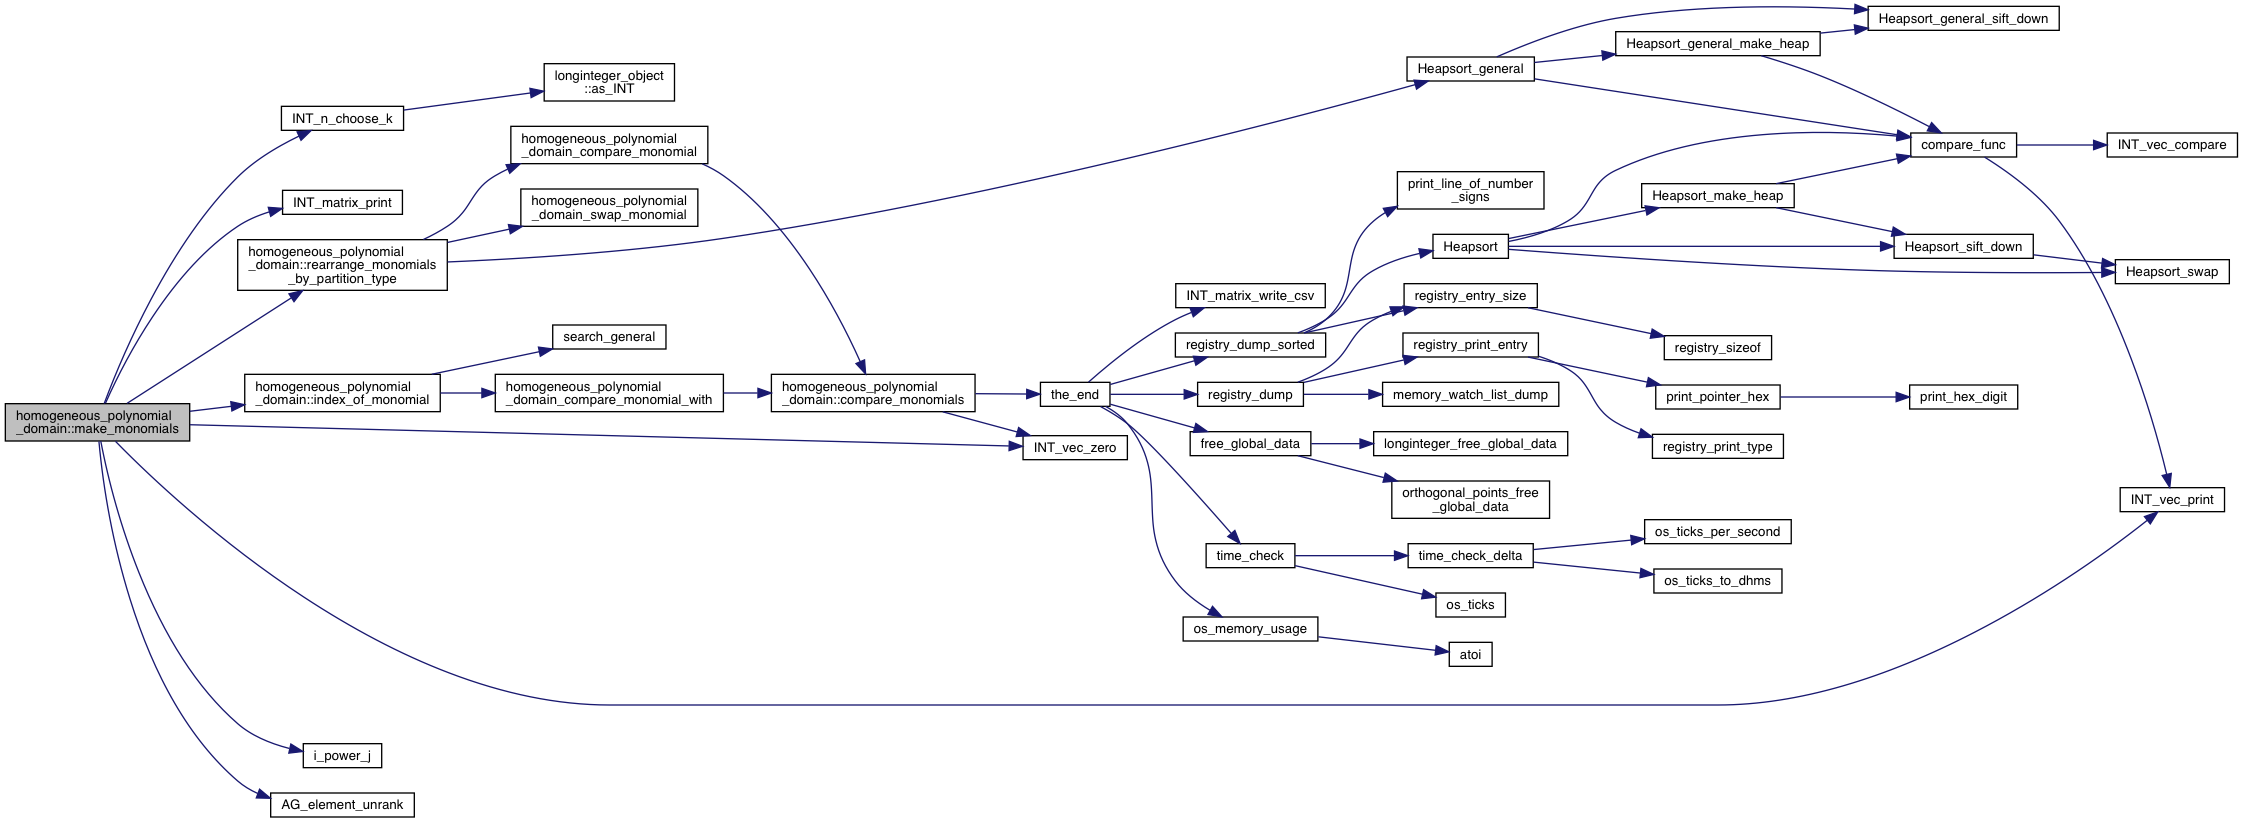 homogeneous_polynomial
_domain::make_monomials
INT_n_choose_k
longinteger_object
::as_INT
INT_matrix_print
homogeneous_polynomial
_domain::rearrange_monomials
_by_partition_type
homogeneous_polynomial
_domain_compare_monomial
homogeneous_polynomial
_domain_swap_monomial
homogeneous_polynomial
_domain::index_of_monomial
search_general
homogeneous_polynomial
_domain_compare_monomial_with
homogeneous_polynomial
_domain::compare_monomials
the_end
INT_vec_zero
INT_matrix_write_csv
registry_dump_sorted
registry_dump
free_global_data
time_check
os_memory_usage
Heapsort_general
print_line_of_number
_signs
Heapsort
registry_entry_size
registry_print_entry
memory_watch_list_dump
longinteger_free_global_data
orthogonal_points_free
_global_data
time_check_delta
os_ticks
atoi
Heapsort_general_make_heap
Heapsort_general_sift_down
Heapsort_make_heap
compare_func
INT_vec_compare
Heapsort_sift_down
Heapsort_swap
registry_sizeof
print_pointer_hex
print_hex_digit
registry_print_type
os_ticks_per_second
os_ticks_to_dhms
INT_vec_print
i_power_j
AG_element_unrank